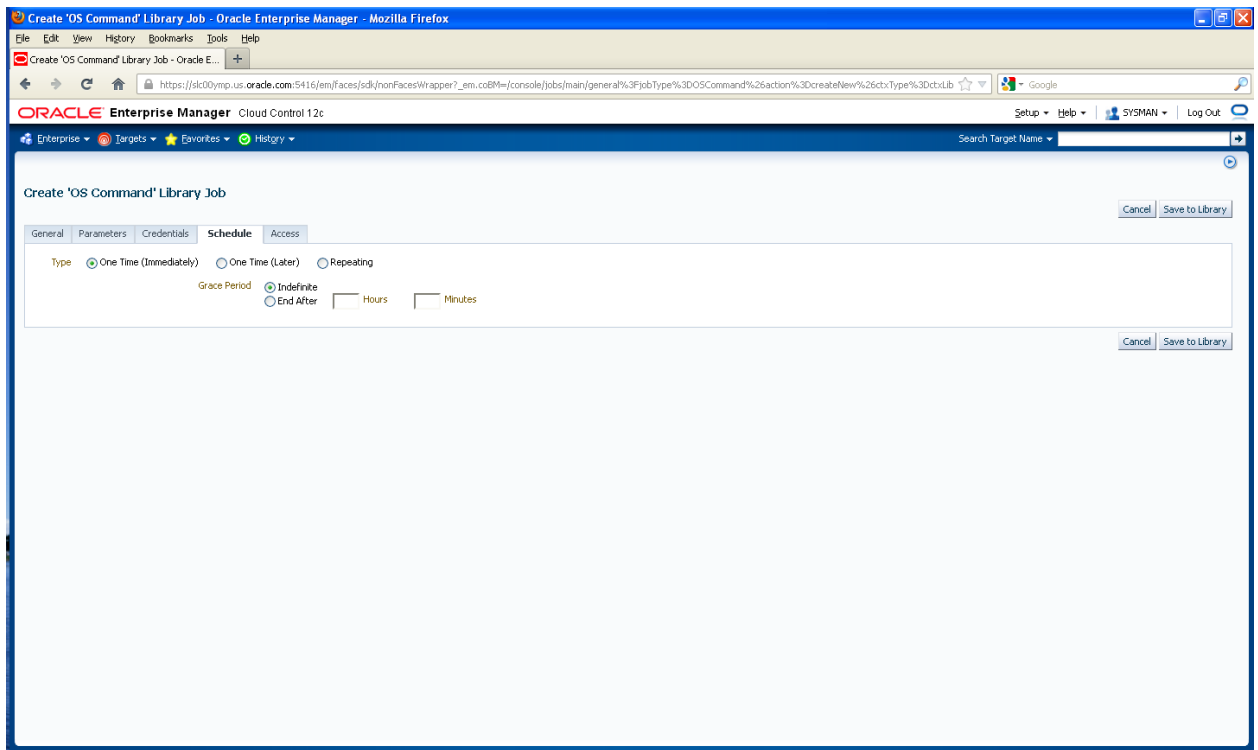 Create 'OS Command' Library Job - Oracle Enterprise Manager - Mozilla Firefox
File Edit View History Bookmarks Tools Help
Create 'OS Command' Library Job - Oracle E... +
https://slc00ymp.us.oracle.com:5416/em/faces/sdk/nonFacesWrapper?_em.coBM=/console/jobs/main/general%3FjobType%3DOSCommand%26action%3DcreateNew%26ctxType%3DctxLib Google
ORACLE Enterprise Manager Cloud Control 12c Setup Help SYSMAN Log Out
Enterprise Targets Favorites History Search Target Name
Create 'OS Command' Library Job
Cancel Save to Library
General Parameters Credentials Schedule Access
Type One Time (Immediately) One Time (Later) Repeating
Grace Period Indefinite
End After Hours Minutes
Cancel Save to Library